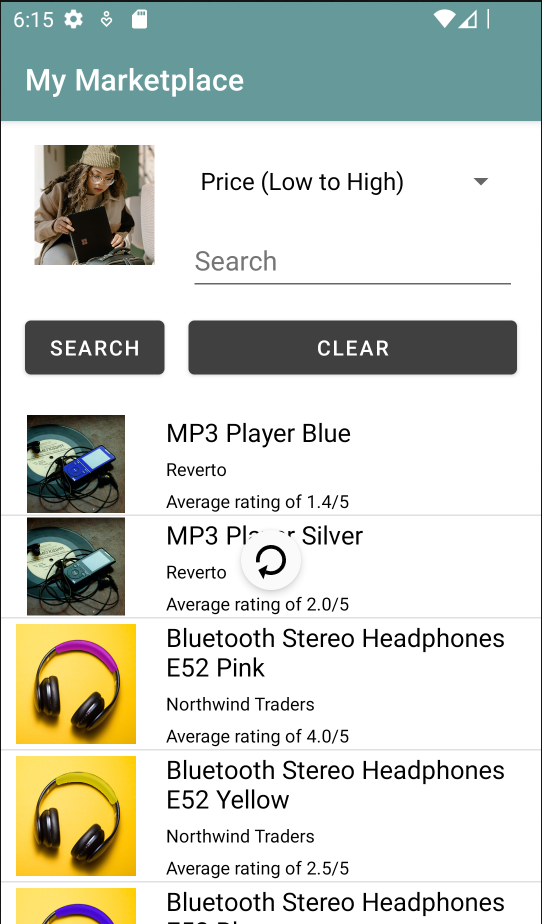 6:15
My Marketplace
Price (Low to High)
Search
SEARCH
CLEAR
MP3 Player Blue
Reverto
Average rating of 1.4/5
MP3 Player Silver
Reverto
Average rating of 2.0/5
Bluetooth Stereo Headphones
E52 Pink
Northwind Traders
Average rating of 4.0/5
Bluetooth Stereo Headphones
E52 Yellow
Northwind Traders
Average rating of 2.5/5
Bluetooth Stereo Headphones